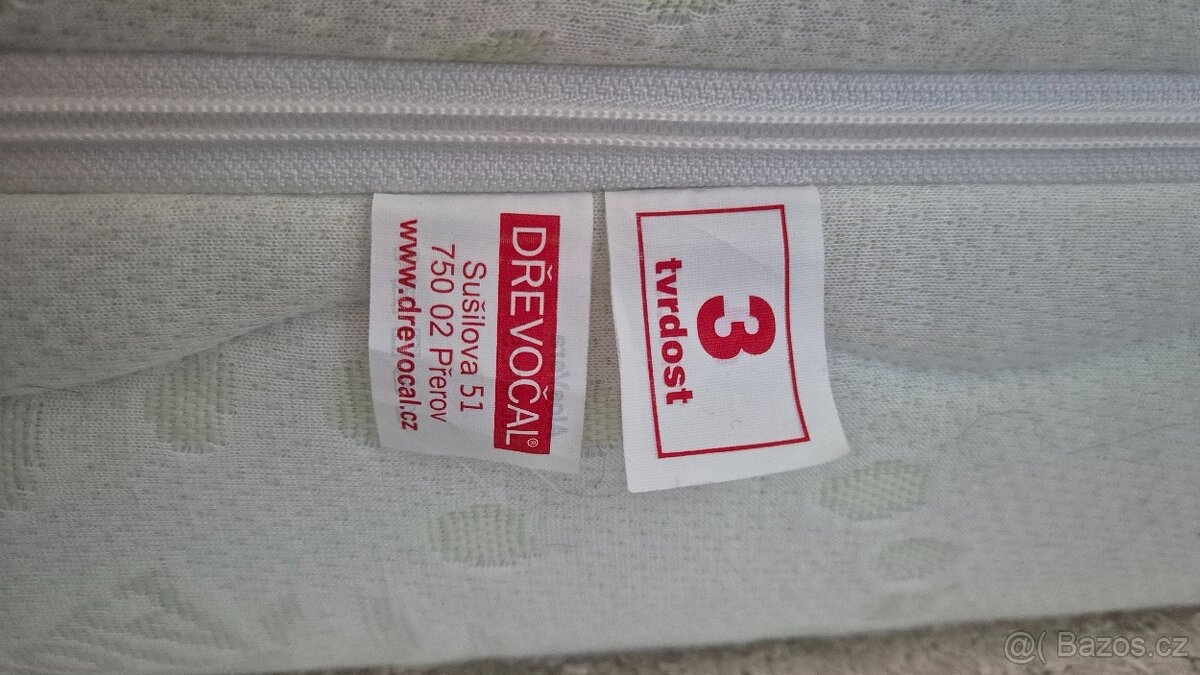 DŘEVOČAL®
Sušilova 51
750 02 Přerov
www.drevocal.cz
3
tvrdost
@( Bazos.cz